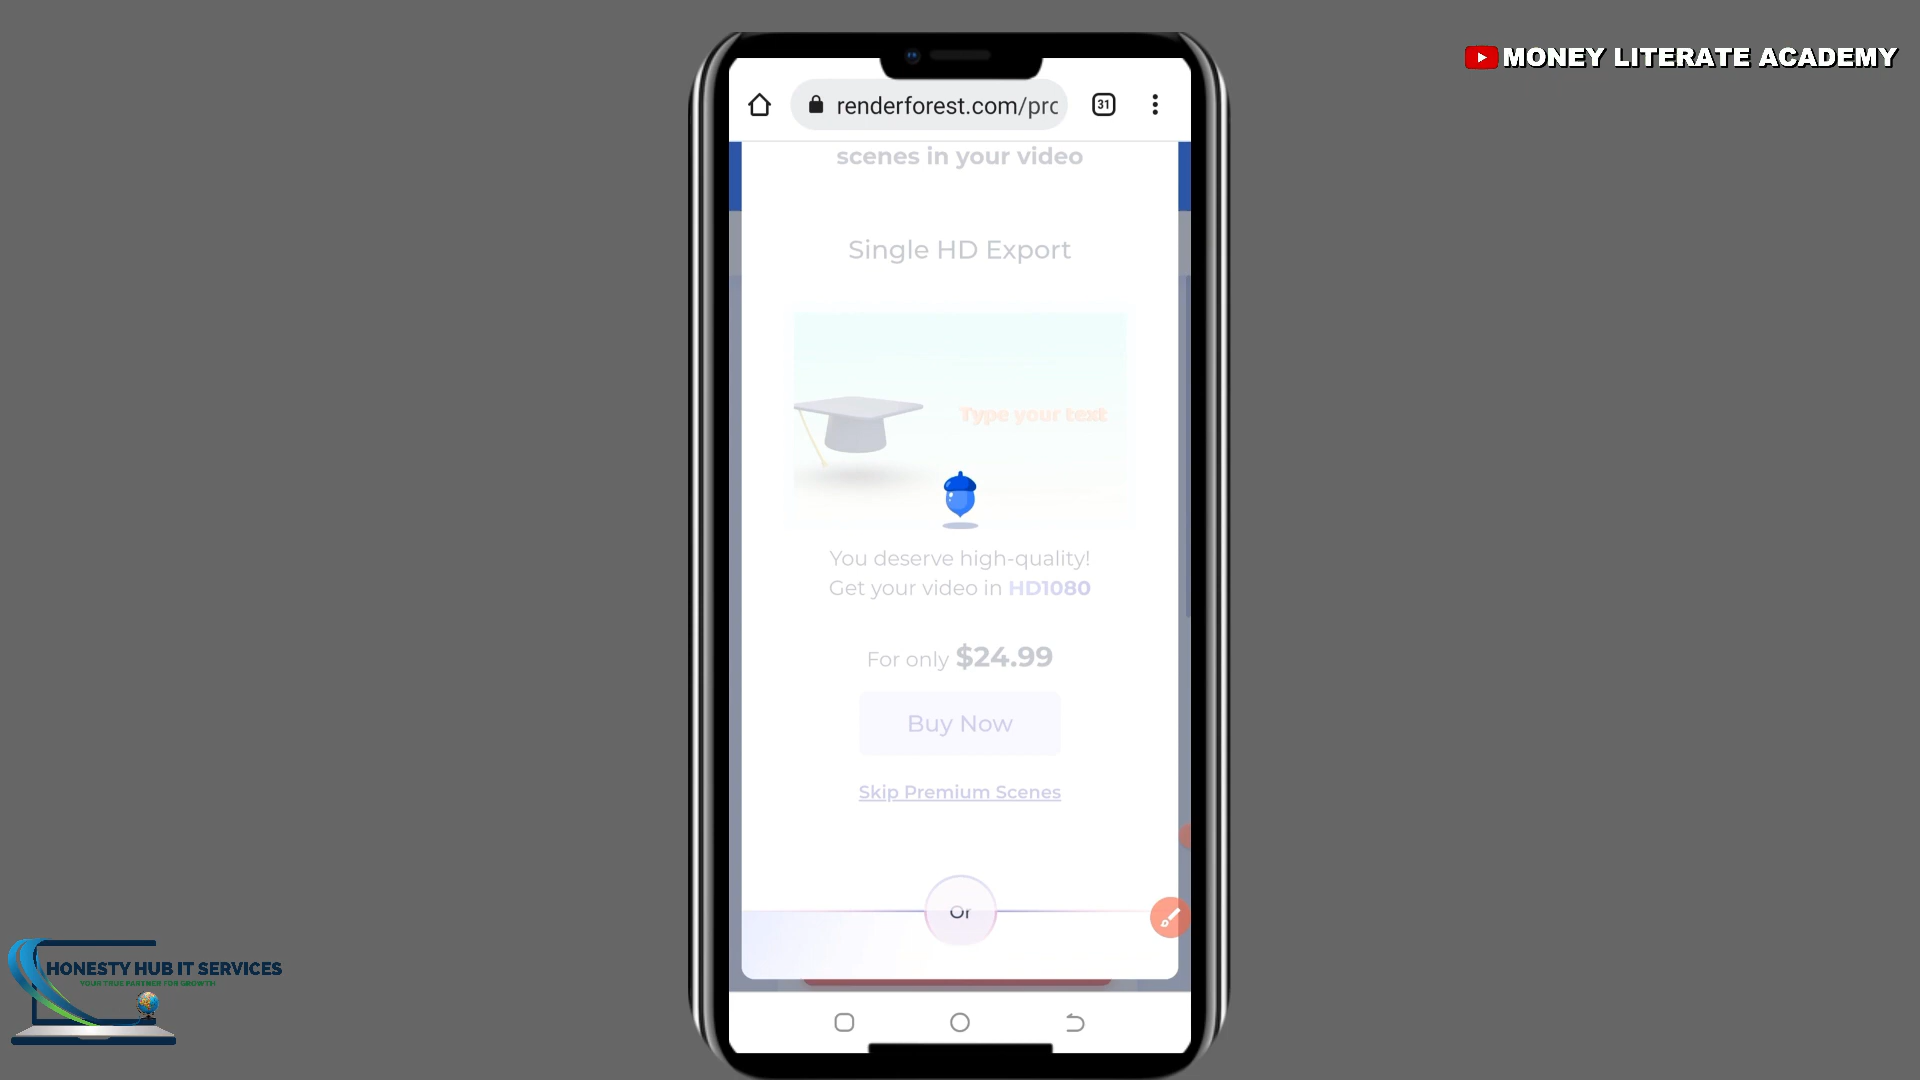 MONEY LITERATE ACADEMY
renderforest.com/pro
31
scenes in your video
Single HD Export
Type your text
You deserve high-quality!
Get your video in HD1080
For only $24.99
Buy Now
Skip Premium Scenes
Or
HONESTY HUB IT SERVICES
YOUR TRUE PARTNER FOR GROWTH